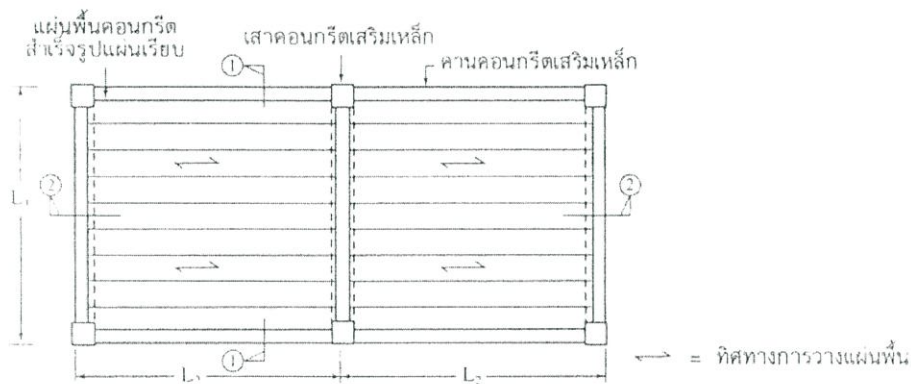 แผ่นพื้นคอนกรีต
สำเร็จรูปแผ่นเรียบ
เสาคอนกรีตเสริมเหล็ก
คานคอนกรีตเสริมเหล็ก
1
2
2
L
1
L
L₂
= ทิศทางการวางแผ่นพื้น